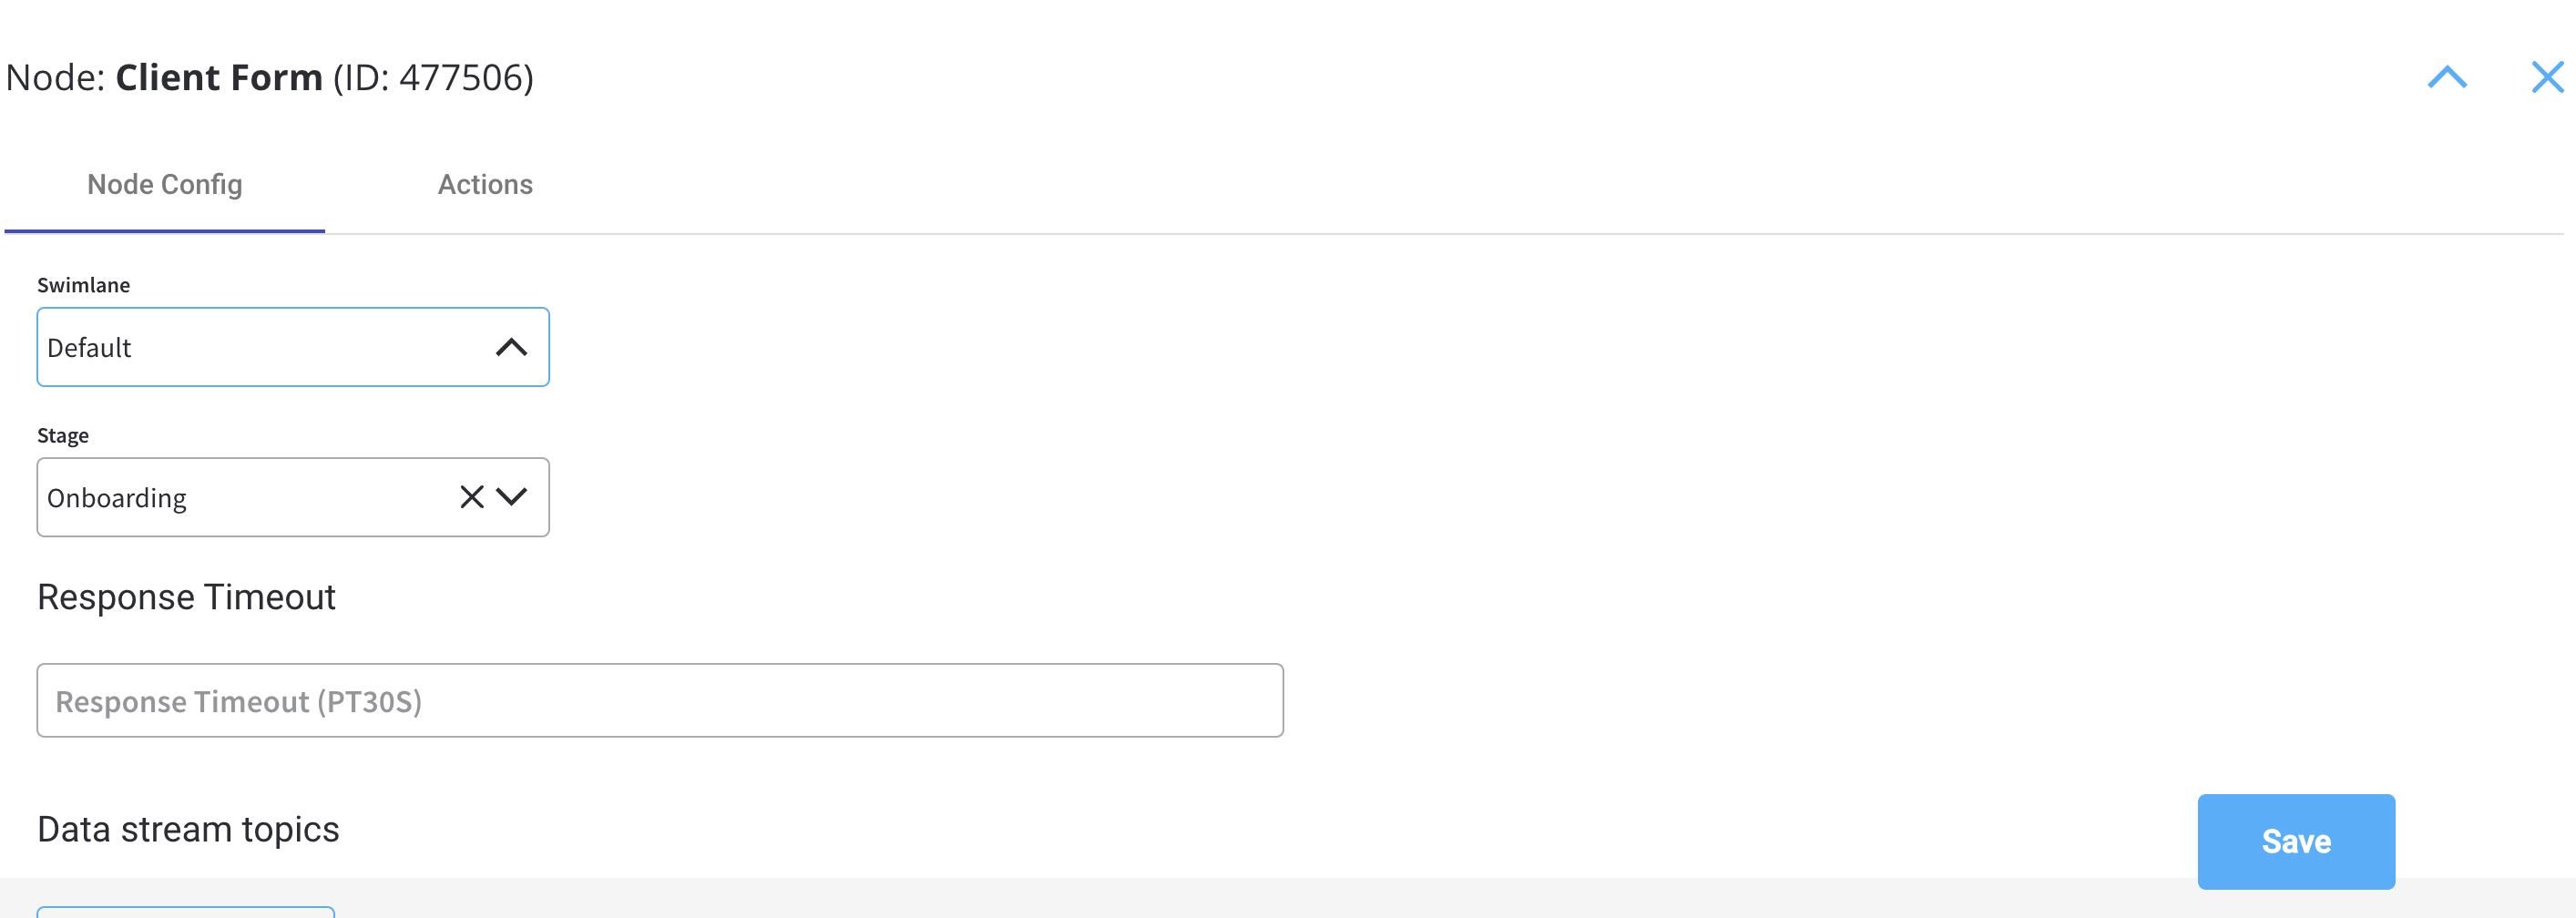 Node: Client Form (ID: 477506)
Node Config Actions
Swimlane
Default
Stage
Onboarding
Response Timeout
Response Timeout (PT30S)
Data stream topics
Save